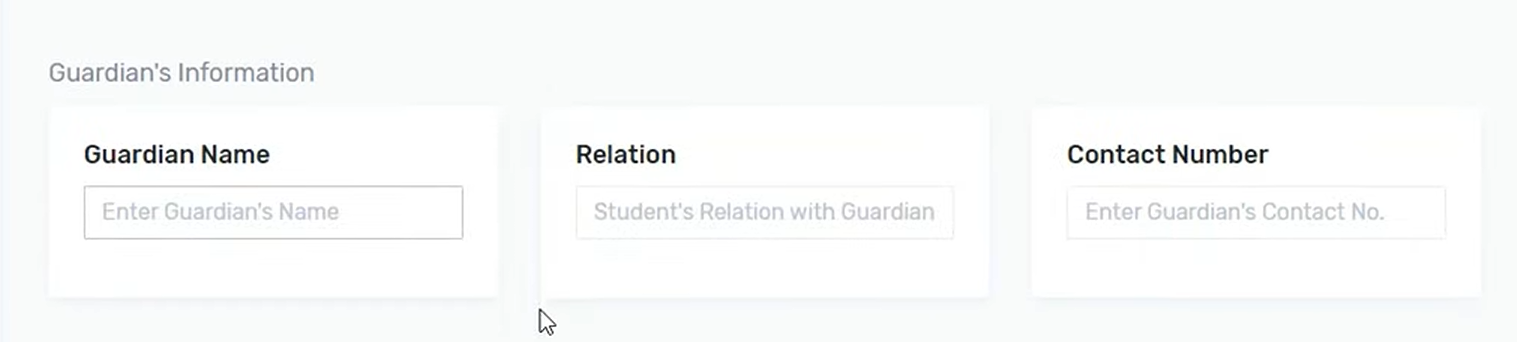 Guardian's Information
Guardian Name
Relation
Contact Number
Enter Guardian's Name
Student's Relation with Guardian
Enter Guardian's Contact No.